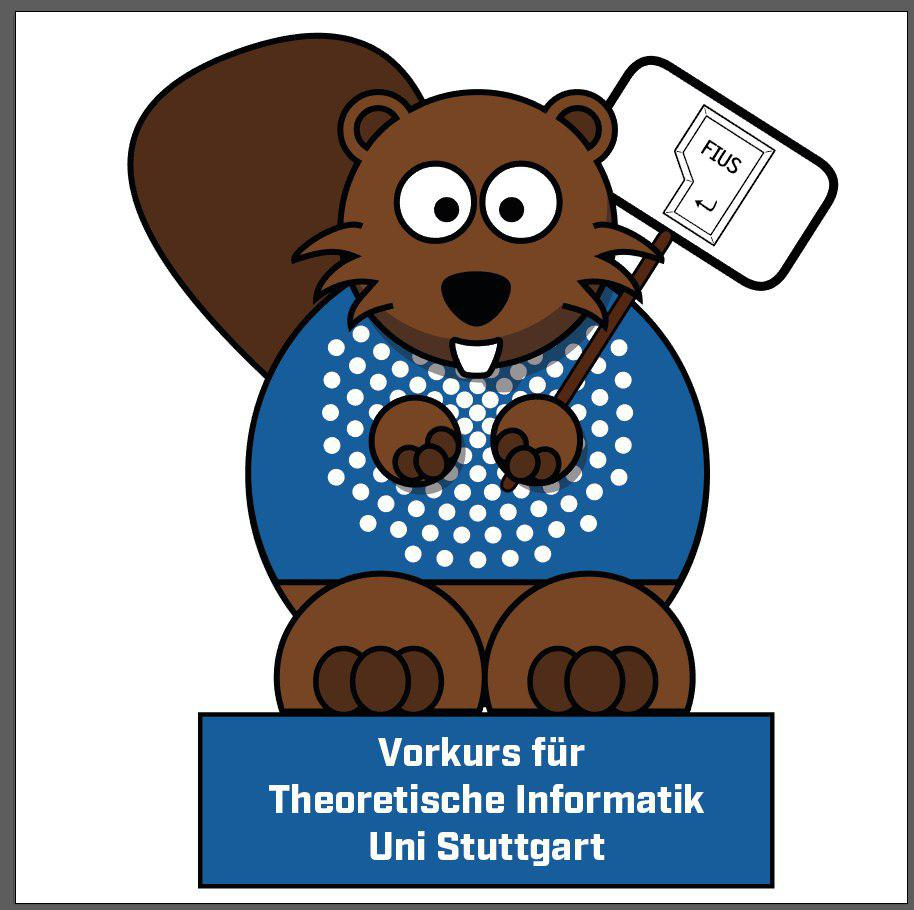 FIUS
Vorkurs für
Theoretische Informatik
Uni Stuttgart